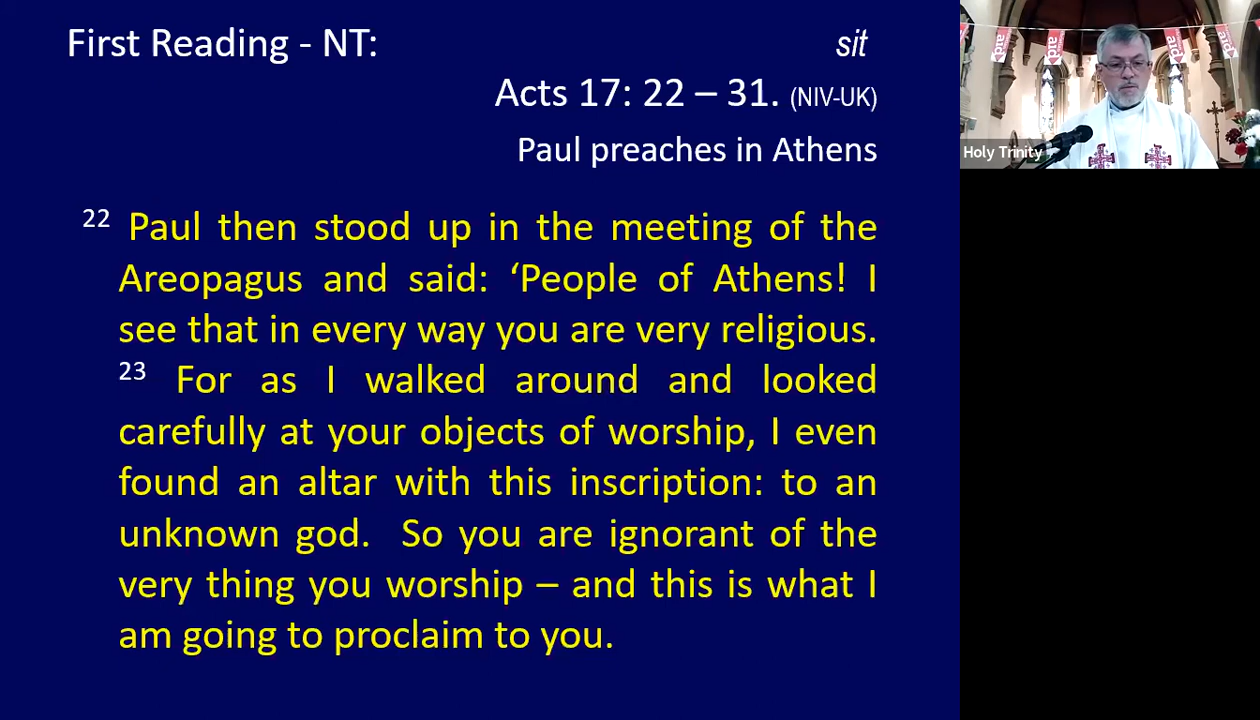 First Reading - NT: sit
Acts 17: 22 – 31. (NIV-UK)
Paul preaches in Athens
22 Paul then stood up in the meeting of the
Areopagus and said: ‘People of Athens! I
see that in every way you are very religious.
23 For as I walked around and looked
carefully at your objects of worship, I even
found an altar with this inscription: to an
unknown god. So you are ignorant of the
very thing you worship – and this is what I
am going to proclaim to you.
aid
aid
Holy Trinity